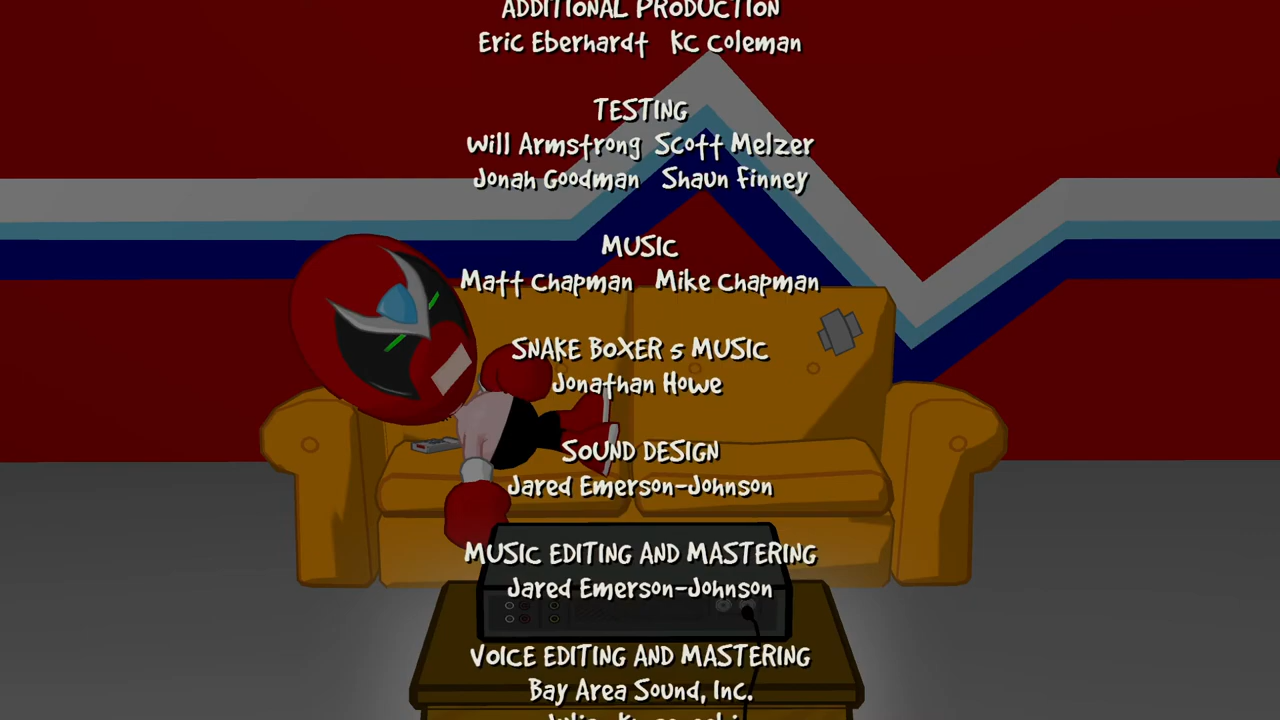 ADDITIONAL PRODUCTION
Eric Eberhardt KC Coleman
TESTING
Will Armstrong Scott Melzer
Jonah Goodman Shaun Finney
MUSIC
Matt Chapman Mike Chapman
SNAKE BOXER 5 MUSIC
Jonathan Howe
SOUND DESIGN
Jared Emerson-Johnson
MUSIC EDITING AND MASTERING
Jared Emerson-Johnson
VOICE EDITING AND MASTERING
Bay Area Sound, Inc.